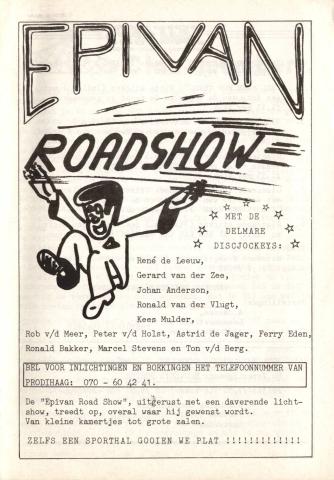 EPIVAN
ROADSHOW
MET DE
DELMARE
DISCJOCKEYS:
René de Leeuw,
Gerard van der Zee,
Johan Anderson,
Ronald van der Vlugt,
Kees Mulder,
Rob v/d Meer, Peter v/d Holst, Astrid de Jager, Ferry Eden,
Ronald Bakker, Marcel Stevens en Ton v/d Berg.
BEL VOOR INLICHTINGEN EN BOEKINGEN HET TELEFOONNUMMER VAN
PRODIHAAG: 070 - 60 42 41.
De "Epivan Road Show", uitgerust met een daverende licht-
show, treedt op, overal waar hij gewenst wordt.
Van kleine kamertjes tot grote zalen.
ZELFS EEN SPORTHAL GOOIEN WE PLAT !!!!!!!!!!!!!